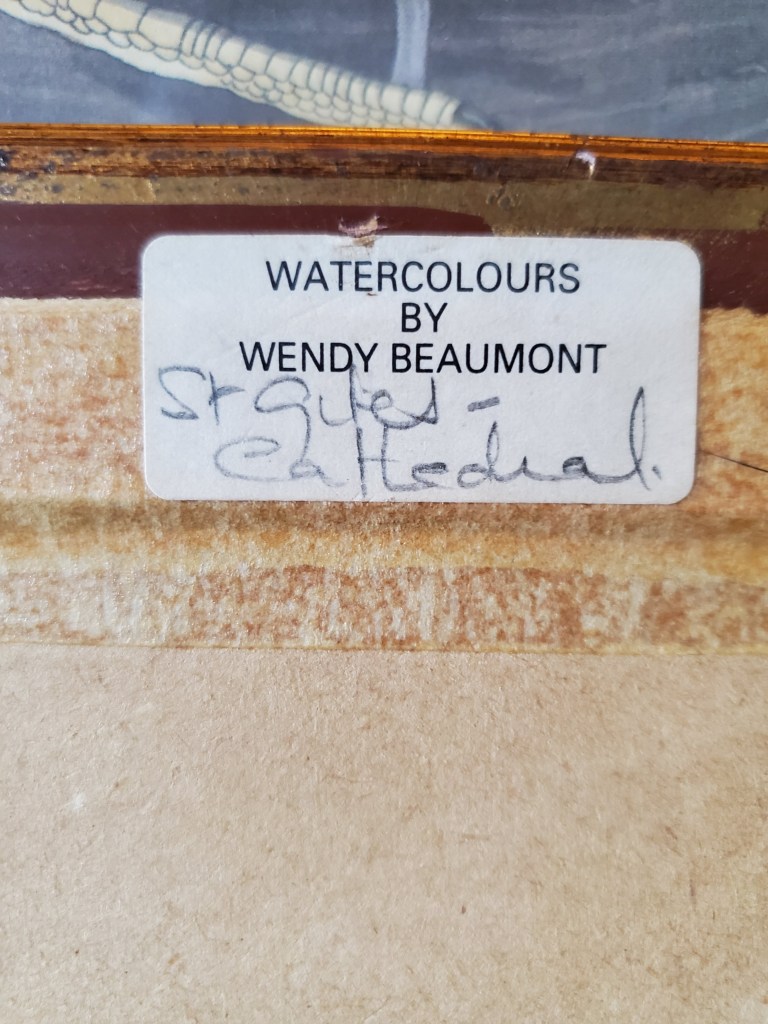 WATERCOLOURS
BY
WENDY BEAUMONT
St Giles -
Cathedral.